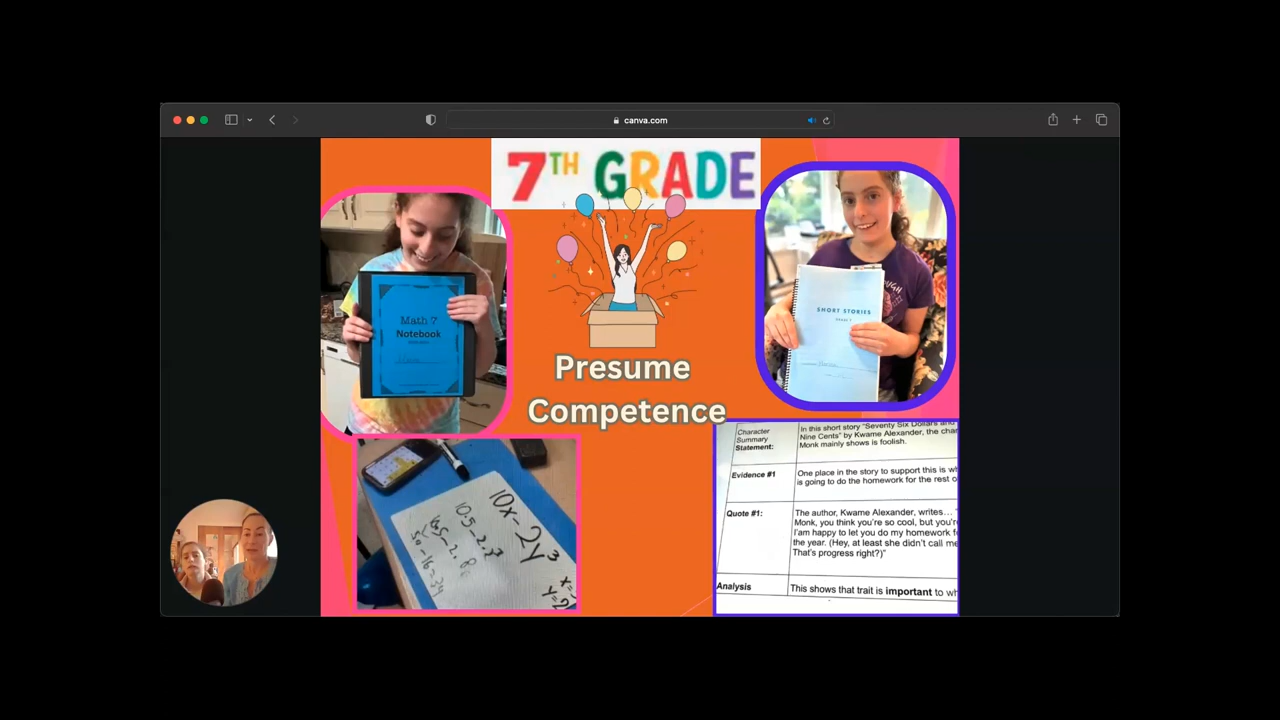 canva.com
7TH GRADE
Math 7
Notebook
SHORT STORIES
Presume
Competence
10x-2y³
x=
y=2
Character
Summary
Statement:
In this short story "Seventy Six Dollars and
Nine Cents" by Kwame Alexander, the cha
Monk mainly shows is foolish.
Evidence #1
One place in the story to support this is wh
is going to do the homework for the rest o
Quote #1:
The author, Kwame Alexander, writes… "
Monk, you think you're so cool, but you'r
I'am happy to let you do my homework f
the year. (Hey, at least she didn't call me
That's progress right?)"
Analysis
This shows that trait is important to wh